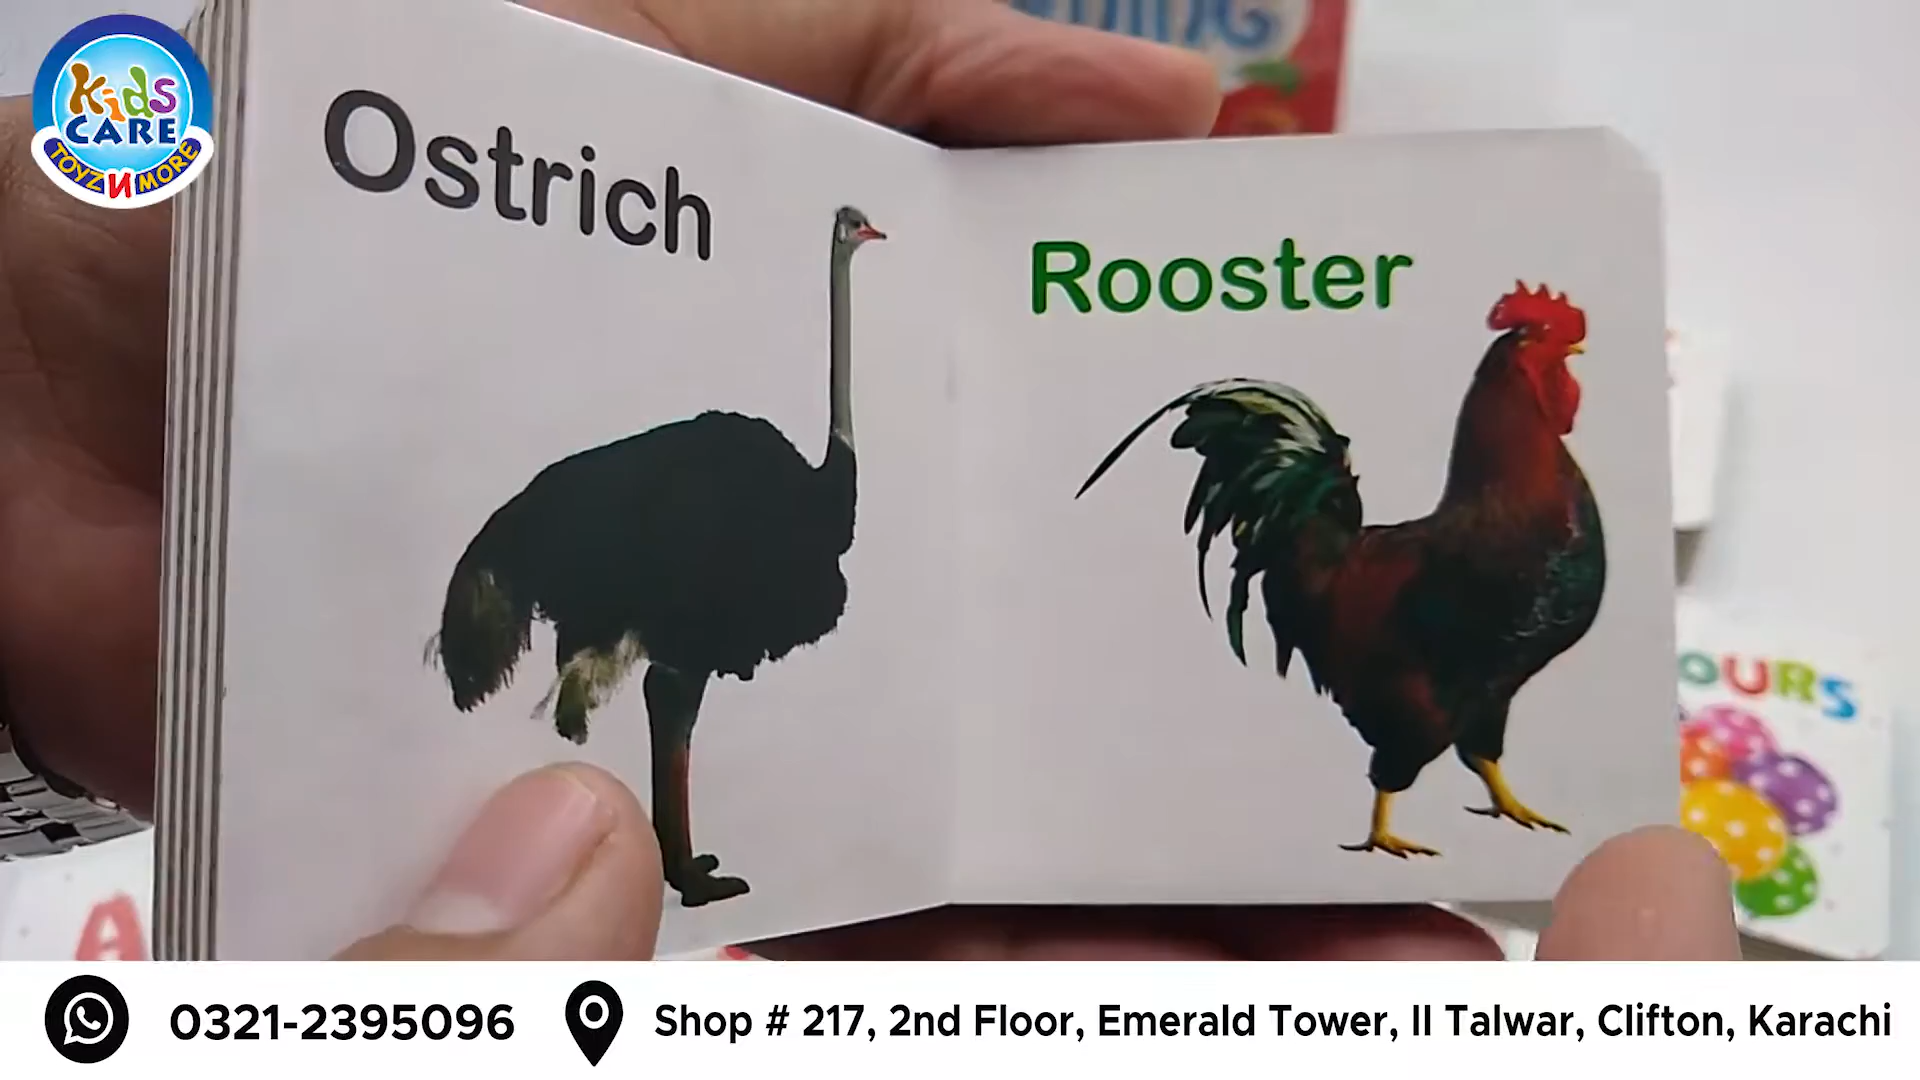 Kids
CARE
TOYZ N MORE
Ostrich
Rooster
OURS
A
0321-2395096
Shop # 217, 2nd Floor, Emerald Tower, II Talwar, Clifton, Karachi